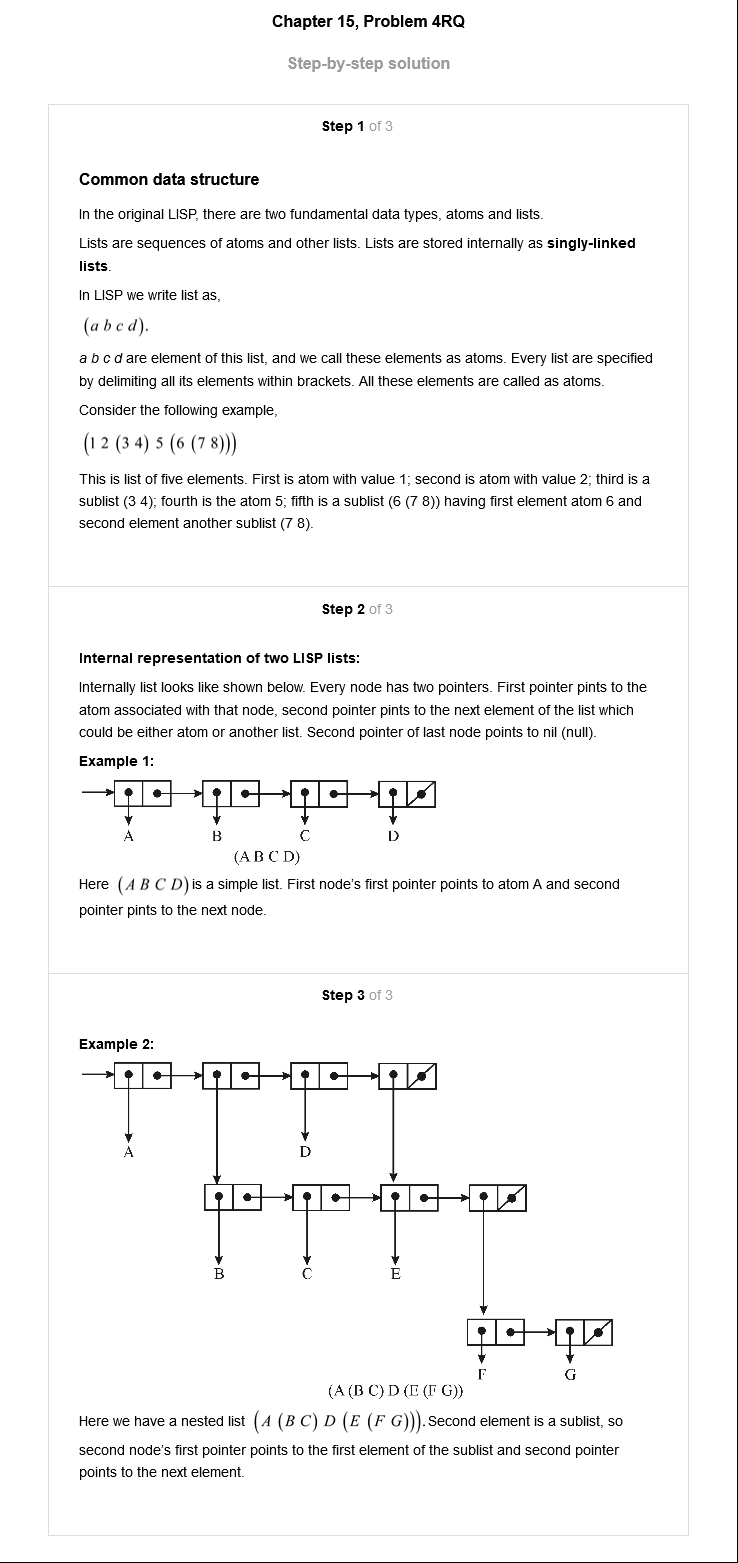 Chapter 15, Problem 4RQ
Step-by-step solution
Step 1 of 3
Common data structure
In the original LISP, there are two fundamental data types, atoms and lists.
Lists are sequences of atoms and other lists. Lists are stored internally as singly-linked
lists.
In LISP we write list as,
(a b c d).
a b c d are element of this list, and we call these elements as atoms. Every list are specified
by delimiting all its elements within brackets. All these elements are called as atoms.
Consider the following example,
(1 2 (3 4) 5 (6 (7 8)))
This is list of five elements. First is atom with value 1; second is atom with value 2; third is a
sublist (3 4); fourth is the atom 5; fifth is a sublist (6 (7 8)) having first element atom 6 and
second element another sublist (7 8).
Step 2 of 3
Internal representation of two LISP lists:
Internally list looks like shown below. Every node has two pointers. First pointer pints to the
atom associated with that node, second pointer pints to the next element of the list which
could be either atom or another list. Second pointer of last node points to nil (null).
Example 1:
A B C D
(A B C D)
Here (A B C D) is a simple list. First node's first pointer points to atom A and second
pointer pints to the next node.
Step 3 of 3
Example 2:
A D
B C E
F G
(A (B C) D (E (F G))
Here we have a nested list (A (B C) D (E (F G))). Second element is a sublist, so
second node's first pointer points to the first element of the sublist and second pointer
points to the next element.